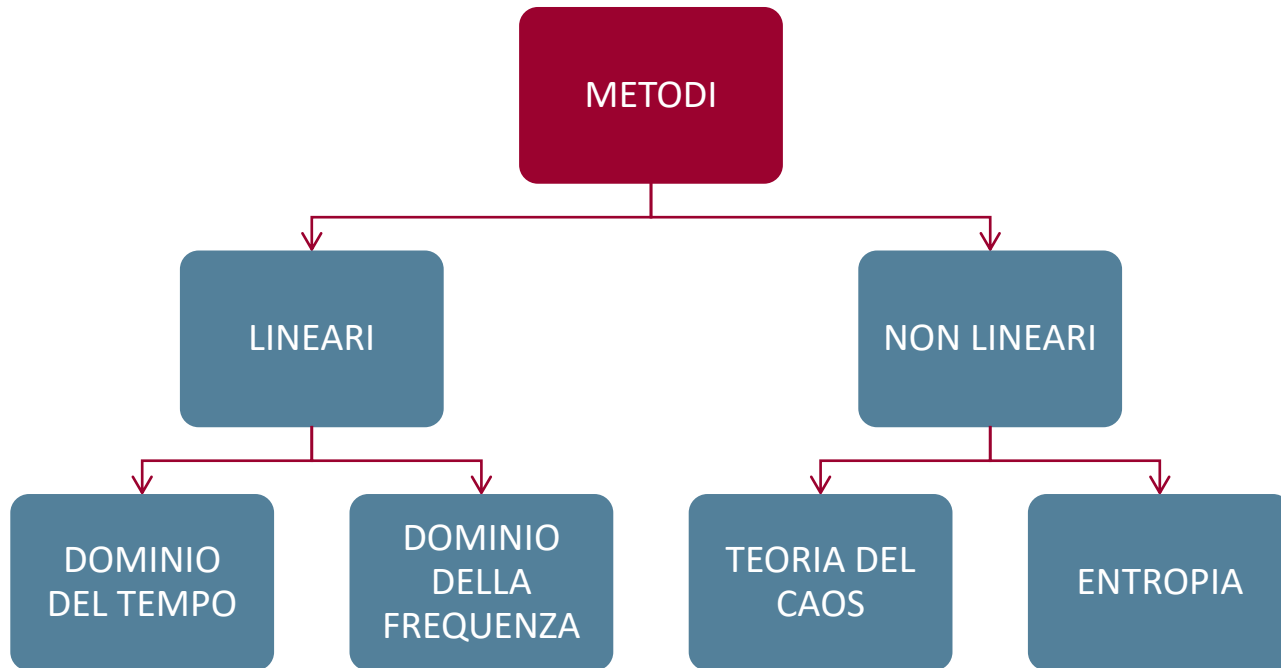 METODI
LINEARI
NON LINEARI
DOMINIO
DEL TEMPO
DOMINIO
DELLA
FREQUENZA
TEORIA DEL
CAOS
ENTROPIA